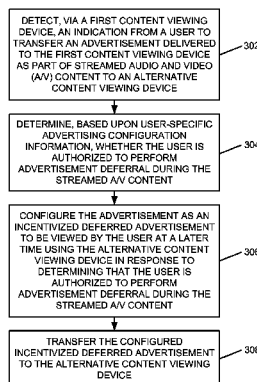 DETECT, VIA A FIRST CONTENT VIEWING
DEVICE, AN INDICATION FROM A USER TO
TRANSFER AN ADVERTISEMENT DELIVERED
TO THE FIRST CONTENT VIEWING DEVICE
AS PART OF STREAMED AUDIO AND VIDEO
(A/V) CONTENT TO AN ALTERNATIVE
CONTENT VIEWING DEVICE
302
DETERMINE, BASED UPON USER-SPECIFIC
ADVERTISING CONFIGURATION
INFORMATION, WHETHER THE USER IS
AUTHORIZED TO PERFORM
ADVERTISEMENT DEFERRAL DURING THE
STREAMED A/V CONTENT
304
CONFIGURE THE ADVERTISEMENT AS AN
INCENTIVIZED DEFERRED ADVERTISEMENT
TO BE VIEWED BY THE USER AT A LATER
TIME USING THE ALTERNATIVE CONTENT
VIEWING DEVICE IN RESPONSE TO
DETERMINING THAT THE USER IS
AUTHORIZED TO PERFORM
ADVERTISEMENT DEFERRAL DURING THE
STREAMED A/V CONTENT
306
TRANSFER THE CONFIGURED
INCENTIVIZED DEFERRED ADVERTISEMENT
TO THE ALTERNATIVE CONTENT VIEWING
DEVICE
308